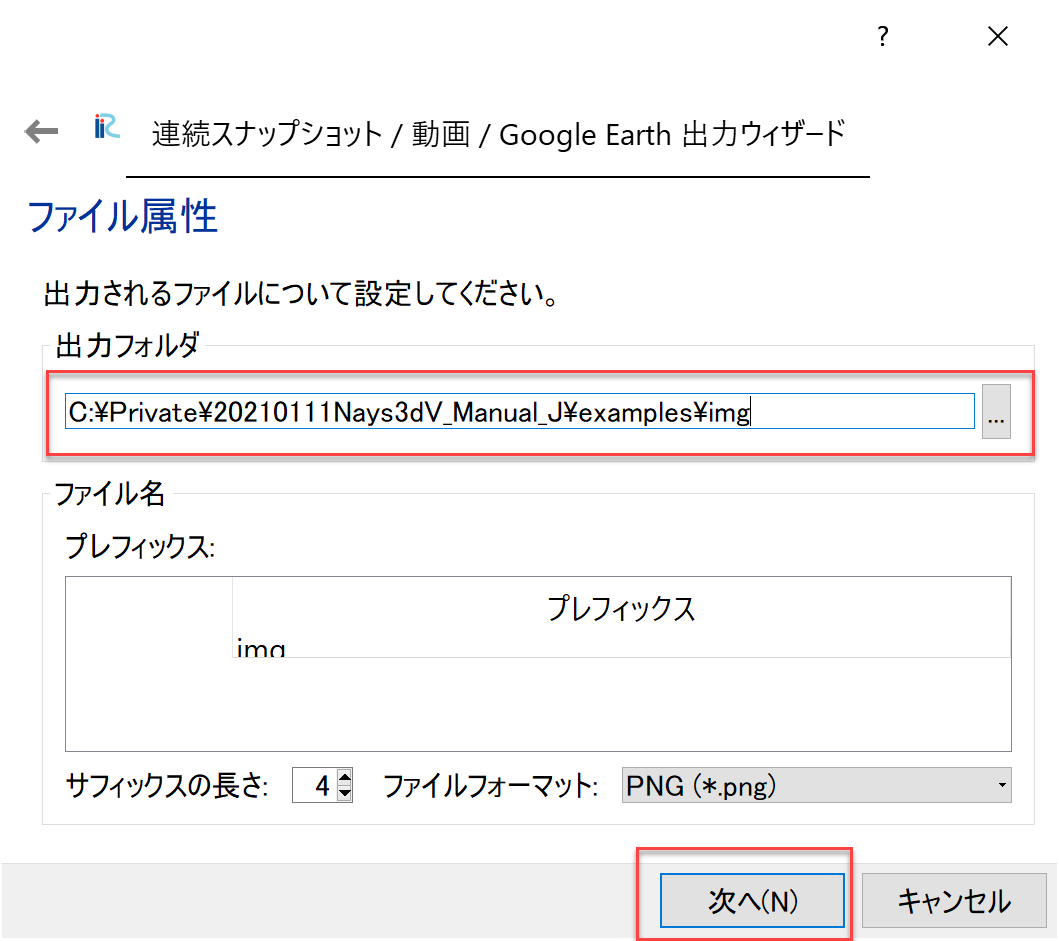 ?
連続スナップショット / 動画 / Google Earth 出力ウィザード
ファイル属性
出力されるファイルについて設定してください。
出力フォルダ
C:¥Private¥20210111Nays3dV_Manual_J¥examples¥img
...
ファイル名
プレフィックス:
プレフィックス
img
サフィックスの長さ: 4 ファイルフォーマット: PNG (*.png)
次へ(N) キャンセル